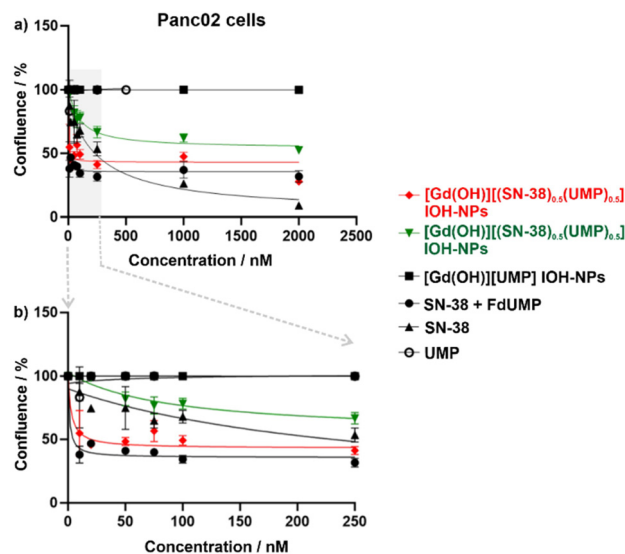 Panc02 cells
a)
Confluence / %
150
100
50
0
0 500 1000 1500 2000 2500
Concentration / nM
b)
Confluence / %
150
100
50
0
0 50 100 150 200 250
Concentration / nM
[Gd(OH)][(SN-38)0.5(UMP)0.5]
IOH-NPs
[Gd(OH)][(SN-38)0.5(UMP)0.5]
IOH-NPs
[Gd(OH)][UMP] IOH-NPs
SN-38 + FdUMP
SN-38
UMP